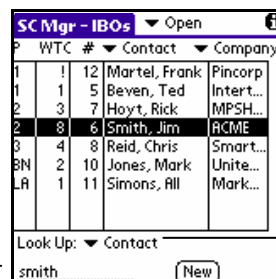 SC Mgr - IBOs ▼ Open
P WTC # ▼ Contact ▼ Company
1 ! 12 Martel, Frank Pincorp
1 1 5 Beven, Ted Intert...
2 3 7 Hoyt, Rick MPSH...
2 8 6 Smith, Jim ACME
3 4 8 Reid, Chris Smart...
BN 2 10 Jones, Mark Unite...
LA 1 11 Simons, All Mark...
Look Up: ▼ Contact
smith New